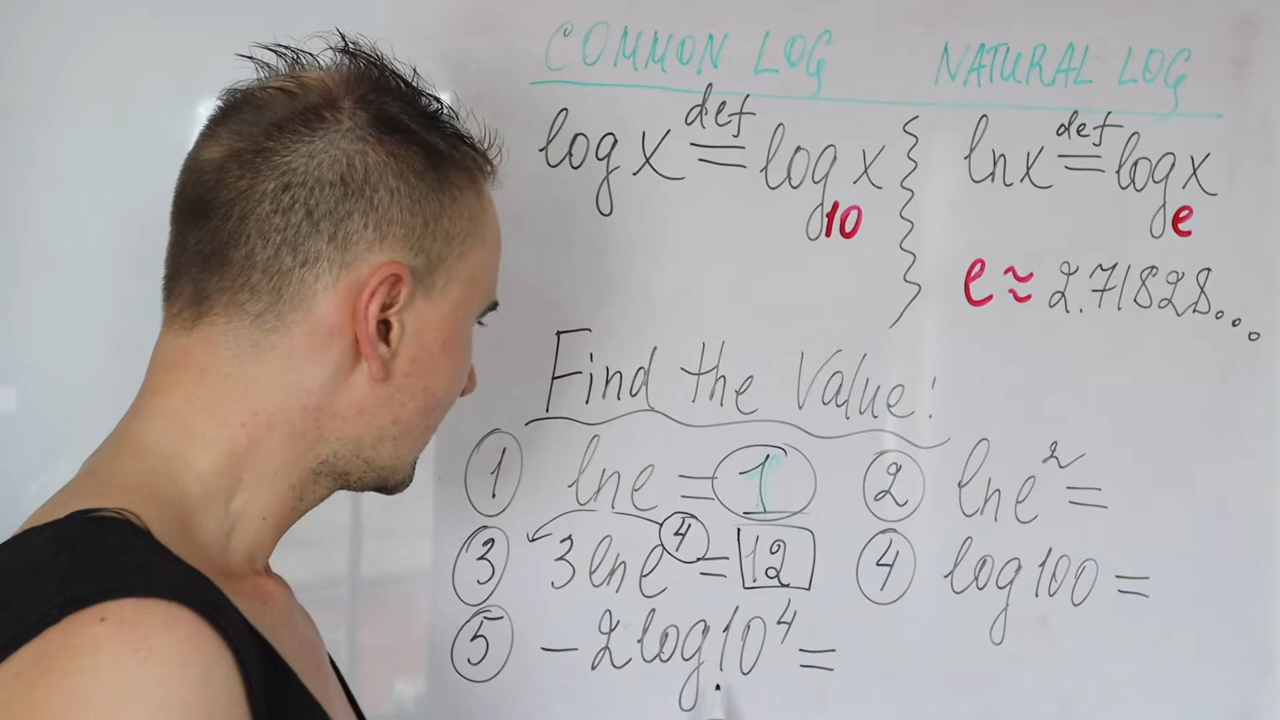 COMMON LOG NATURAL LOG
log x def= log₁₀ x ln x def= logₑ x
e ≈ 2.71828...
Find the Value:
① ln e = 1 ② ln e² =
③ 3 ln e⁴ = 12 ④ log 100 =
⑤ -2 log 10⁴ =